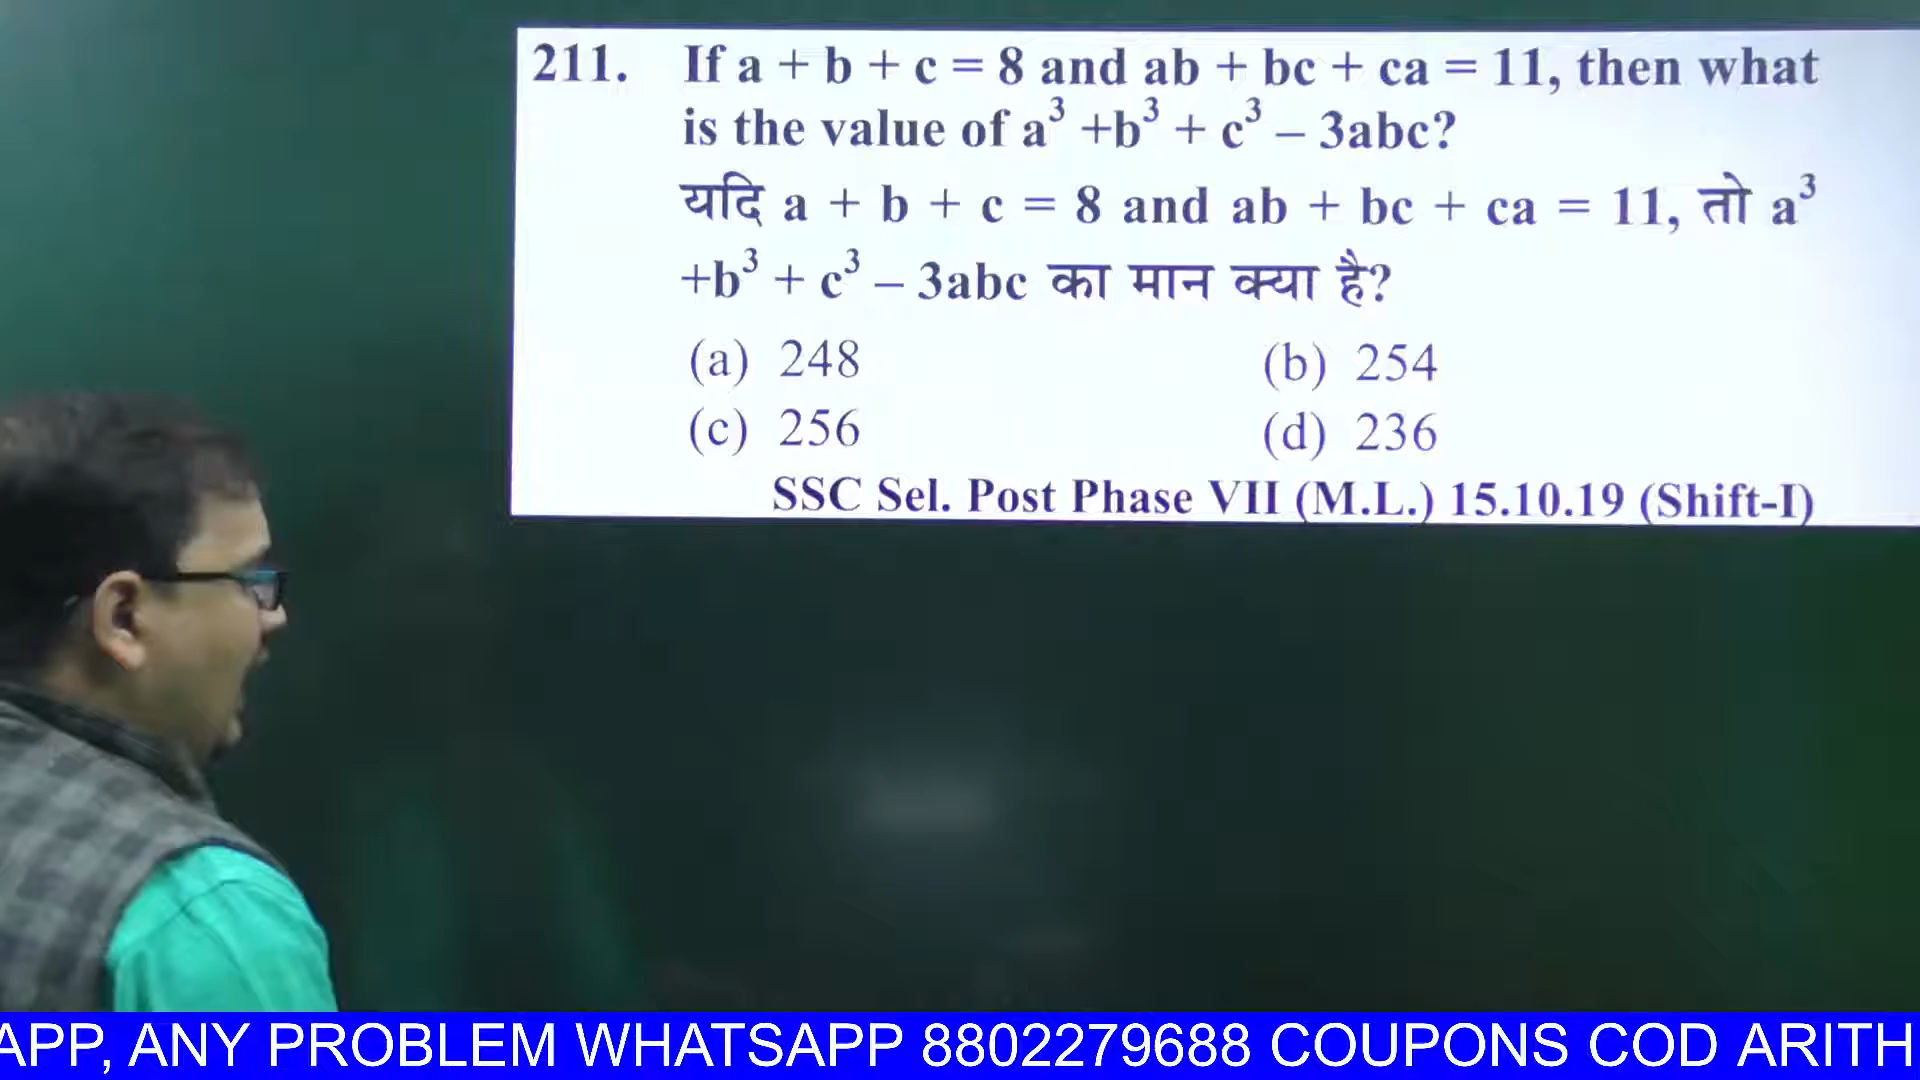 211. If a + b + c = 8 and ab + bc + ca = 11, then what
is the value of a³ +b³ + c³ – 3abc?
यदि a + b + c = 8 and ab + bc + ca = 11, तो a³
+b³ + c³ – 3abc का मान क्या है?
(a) 248 (b) 254
(c) 256 (d) 236
SSC Sel. Post Phase VII (M.L.) 15.10.19 (Shift-I)
APP, ANY PROBLEM WHATSAPP 8802279688 COUPONS COD ARITH